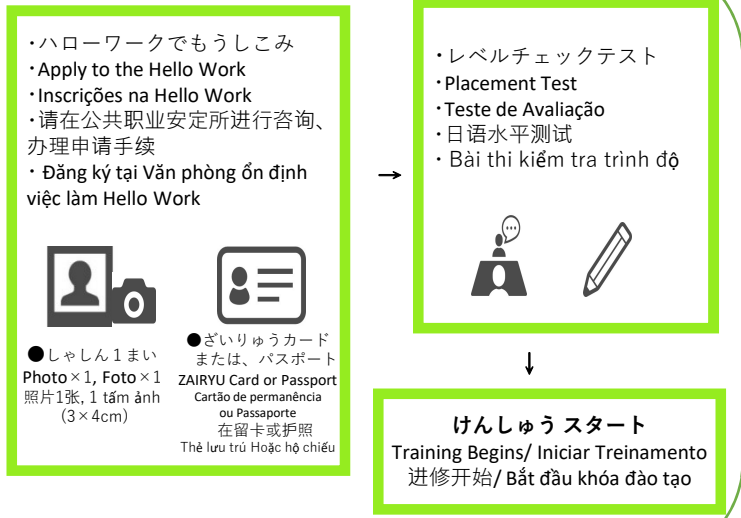 ・ハローワークでもうしこみ
・Apply to the Hello Work
・Inscrições na Hello Work
・请在公共职业安定所进行咨询、
办理申请手续
・ Đăng ký tại Văn phòng ổn định
việc làm Hello Work
●しゃしん１まい
Photo×1, Foto×1
照片1张, 1 tấm ảnh
（3×4cm）
●ざいりゅうカード
または、パスポート
ZAIRYU Card or Passport
Cartão de permanência
ou Passaporte
在留卡或护照
Thẻ lưu trú Hoặc hộ chiếu
→
・レベルチェックテスト
・Placement Test
・Teste de Avaliação
・日语水平测试
・Bài thi kiểm tra trình độ
↓
けんしゅう スタート
Training Begins/ Iniciar Treinamento
进修开始/ Bắt đầu khóa đào tạo